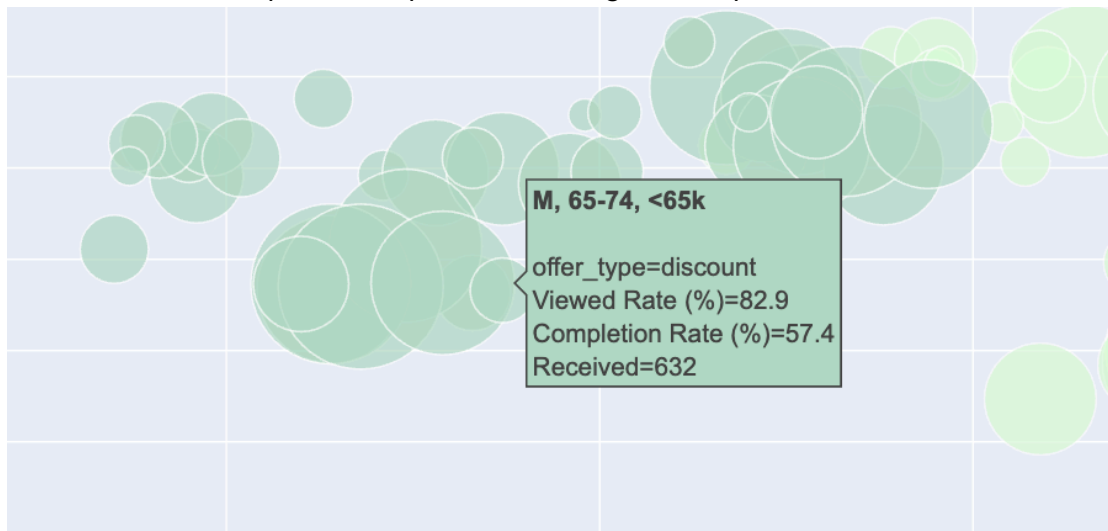 M, 65-74, <65k
offer_type=discount
Viewed Rate (%)=82.9
Completion Rate (%)=57.4
Received=632